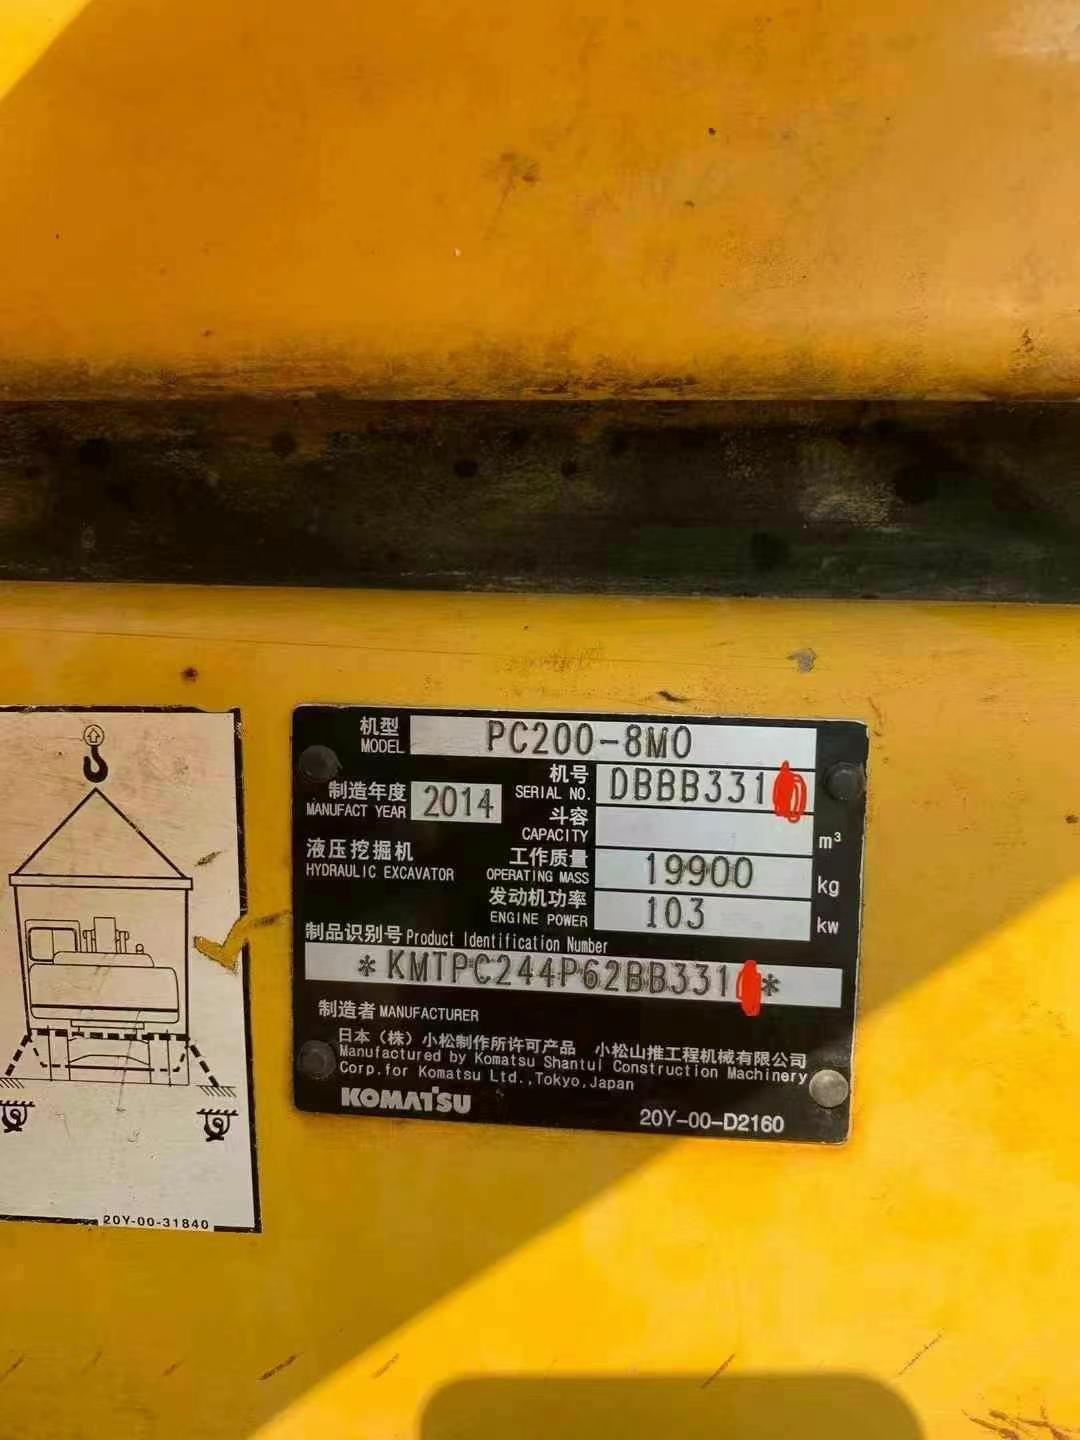 机型
MODEL
PC200-8M0
机号
SERIAL NO.
DBBB331
制造年度
MANUFACT YEAR
2014
斗容
CAPACITY
m³
液压挖掘机
HYDRAULIC EXCAVATOR
工作质量
OPERATING MASS
19900
kg
发动机功率
ENGINE POWER
103
kw
制品识别号 Product Identification Number
*KMTPC244P62BB331 *
制造者 MANUFACTURER
日本（株）小松制作所许可产品 小松山推工程机械有限公司
Manufactured by Komatsu Shantui Construction Machinery
Corp.for Komatsu Ltd.,Tokyo,Japan
KOMATSU
20Y-00-D2160
20Y-00-31840